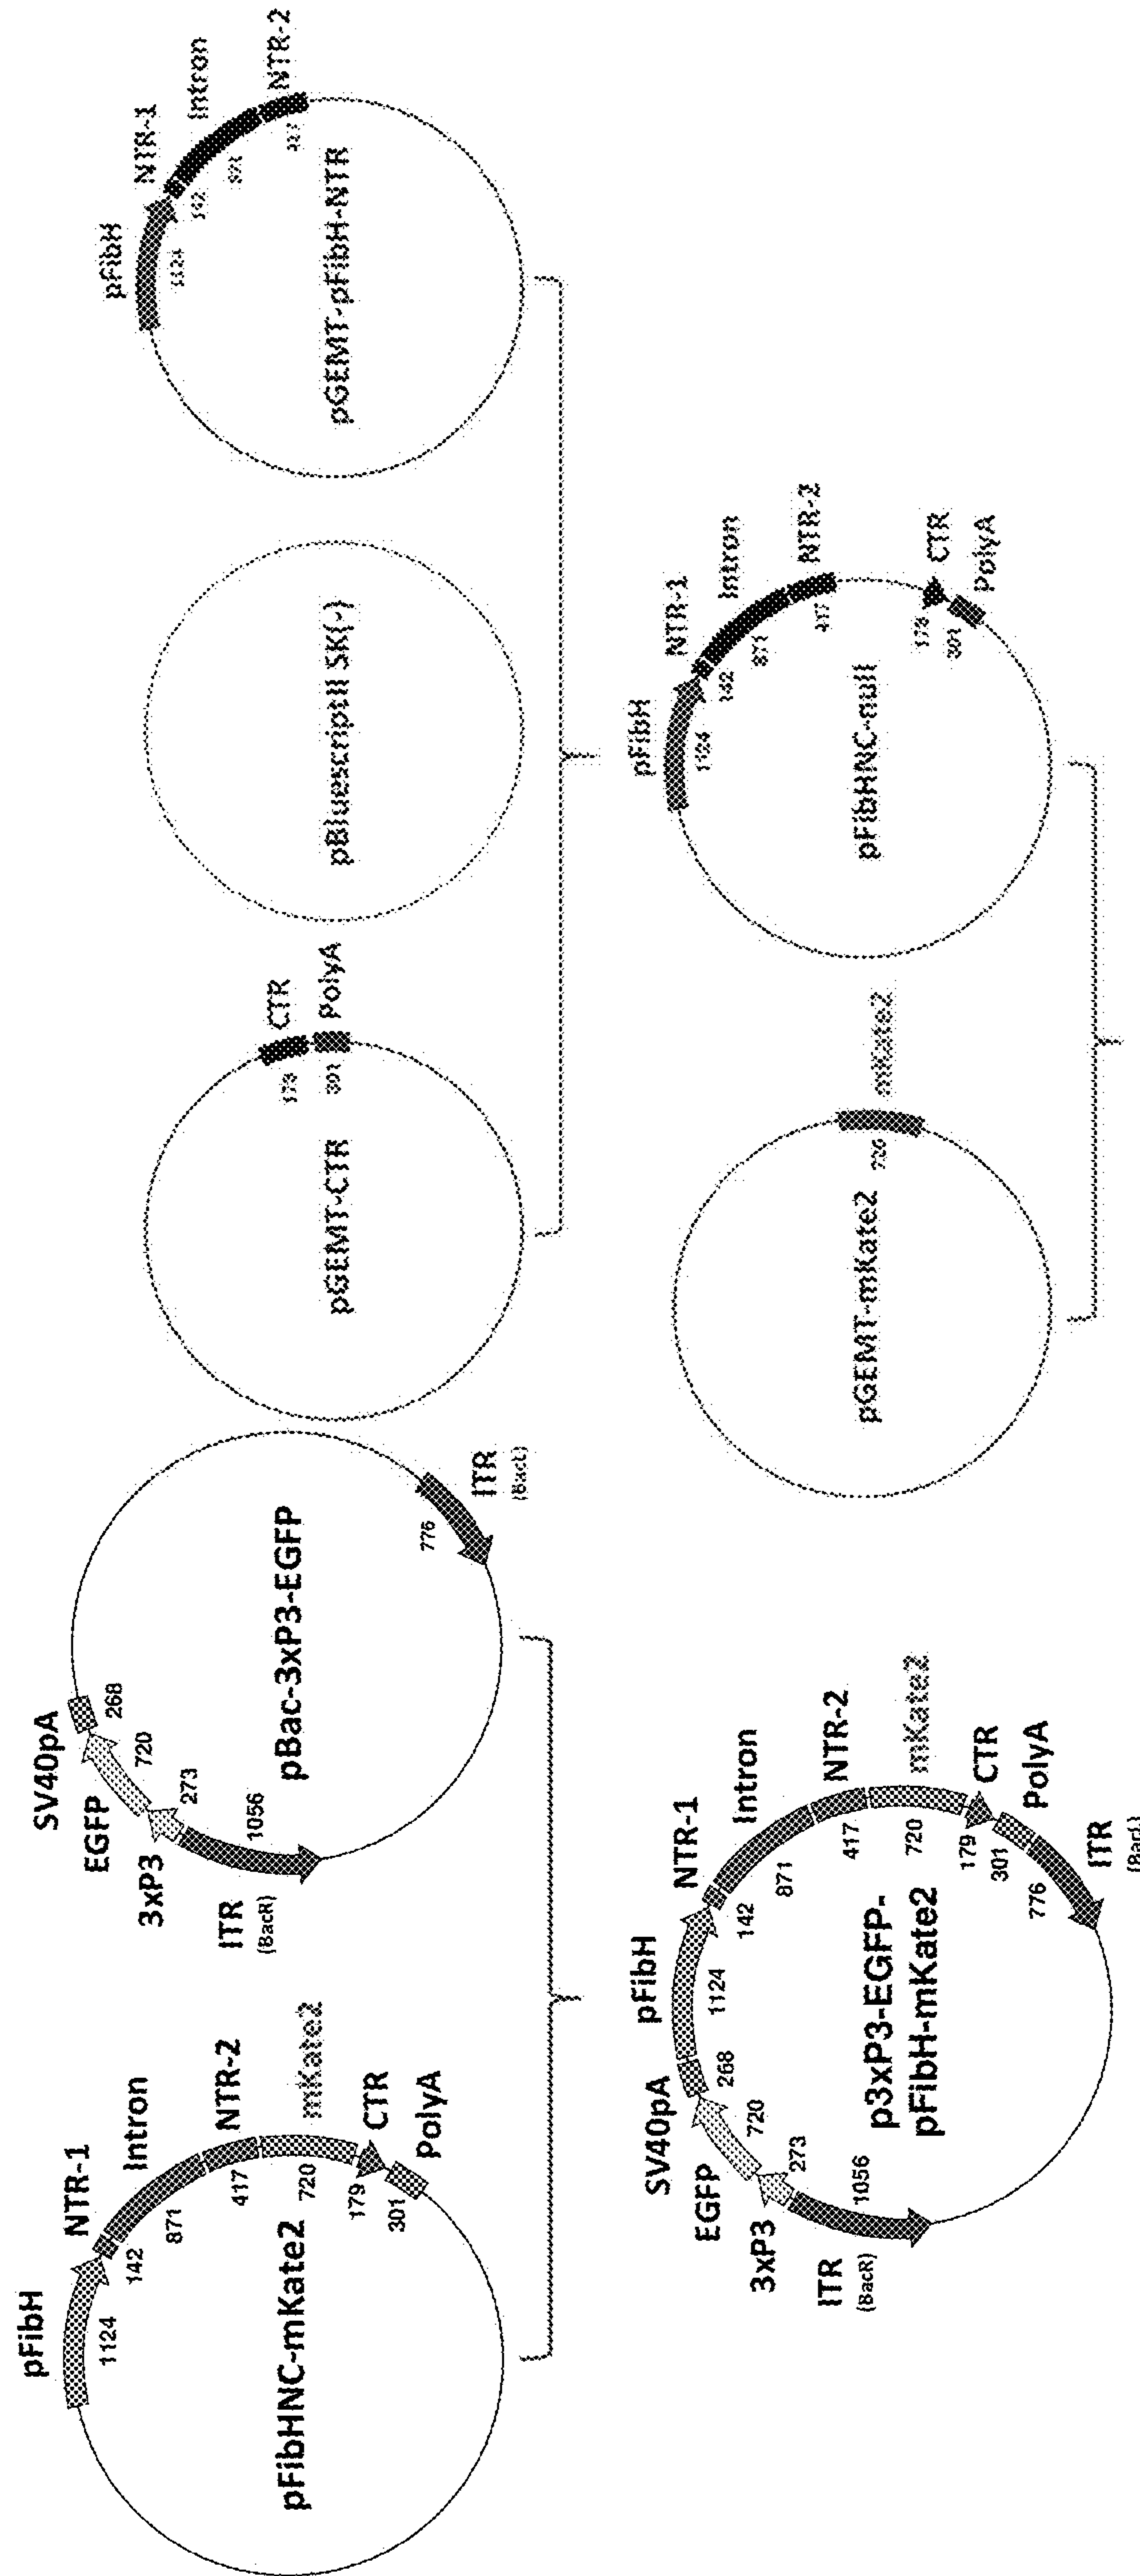 pFibH
NTR-1
Intron
NTR-2
mKate2
CTR
PolyA
1124
142
871
417
720
179
301
pFibHNC-mKate2
SV40pA
EGFP
3xP3
ITR
(BacR)
268
720
273
1056
pBac-3xP3-EGFP
776
ITR
(BacL)
CTR
PolyA
301
pGEMT-CTR
pBluescriptII SK(-)
pFibH
NTR-1
Intron
NTR-2
1124
142
871
417
pGEMT-pFibH-NTR
SV40pA
EGFP
3xP3
ITR
(BacR)
pFibH
NTR-1
Intron
NTR-2
mKate2
CTR
PolyA
ITR
(BacL)
1056
273
720
268
1124
142
871
417
720
179
301
776
p3xP3-EGFP-
pFibH-mKate2
mKate2
720
pGEMT-mKate2
pFibH
NTR-1
Intron
NTR-2
CTR
PolyA
1124
142
871
417
301
pFibHNC-null